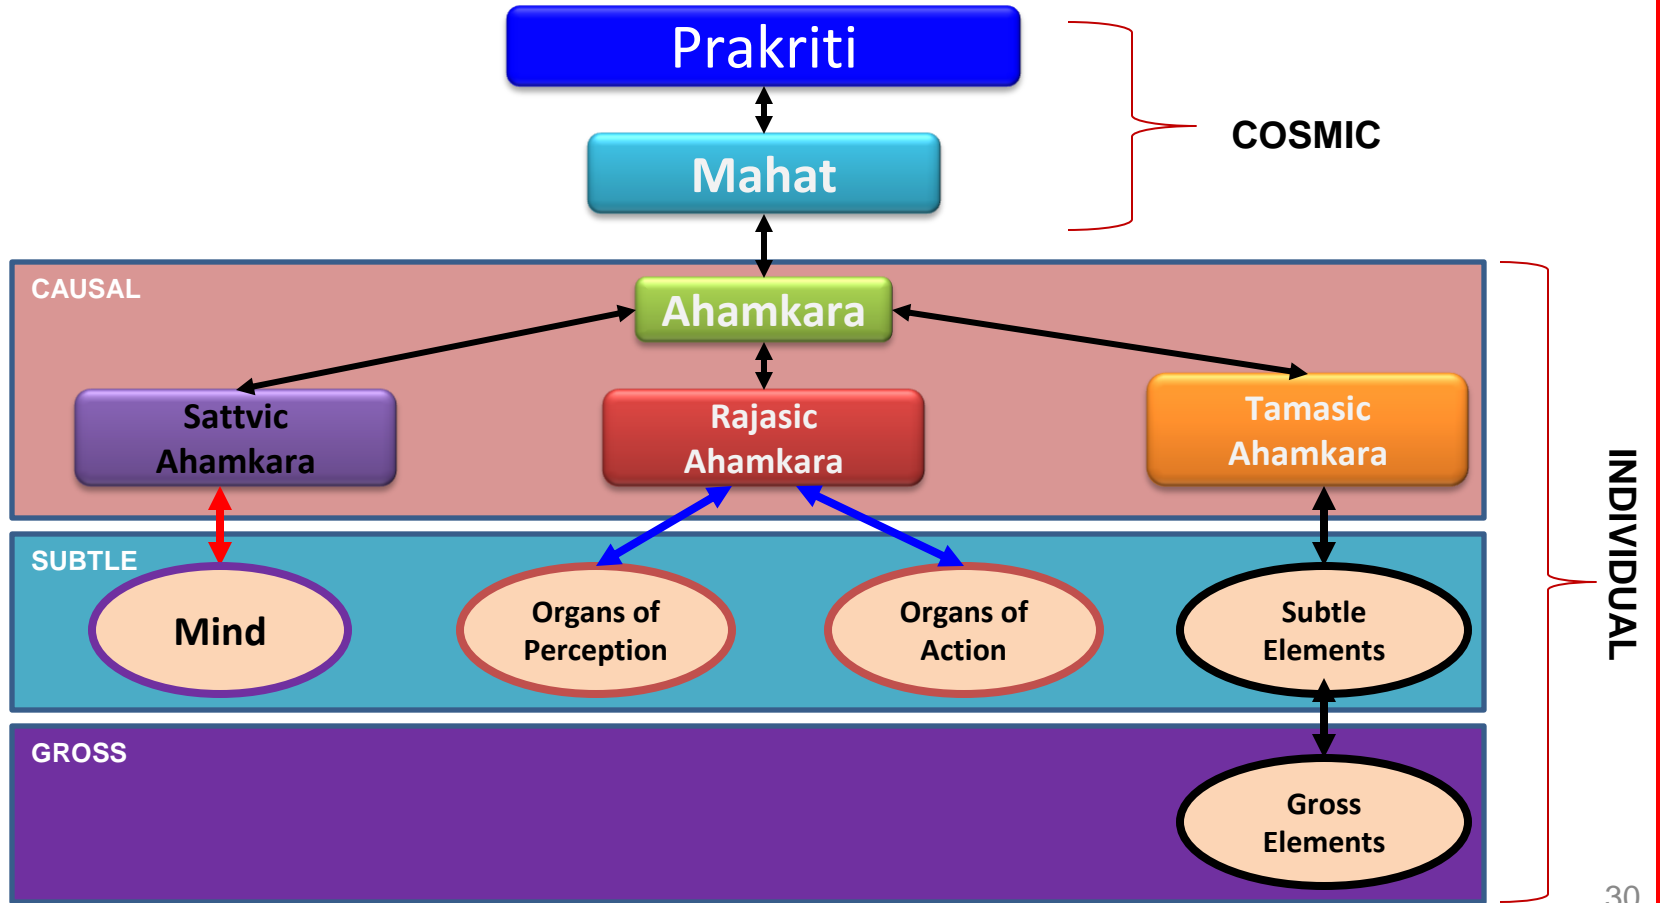 Prakriti
COSMIC
Mahat
CAUSAL
Ahamkara
Sattvic
Ahamkara
Rajasic
Ahamkara
Tamasic
Ahamkara
INDIVIDUAL
SUBTLE
Mind
Organs of
Perception
Organs of
Action
Subtle
Elements
GROSS
Gross
Elements
30